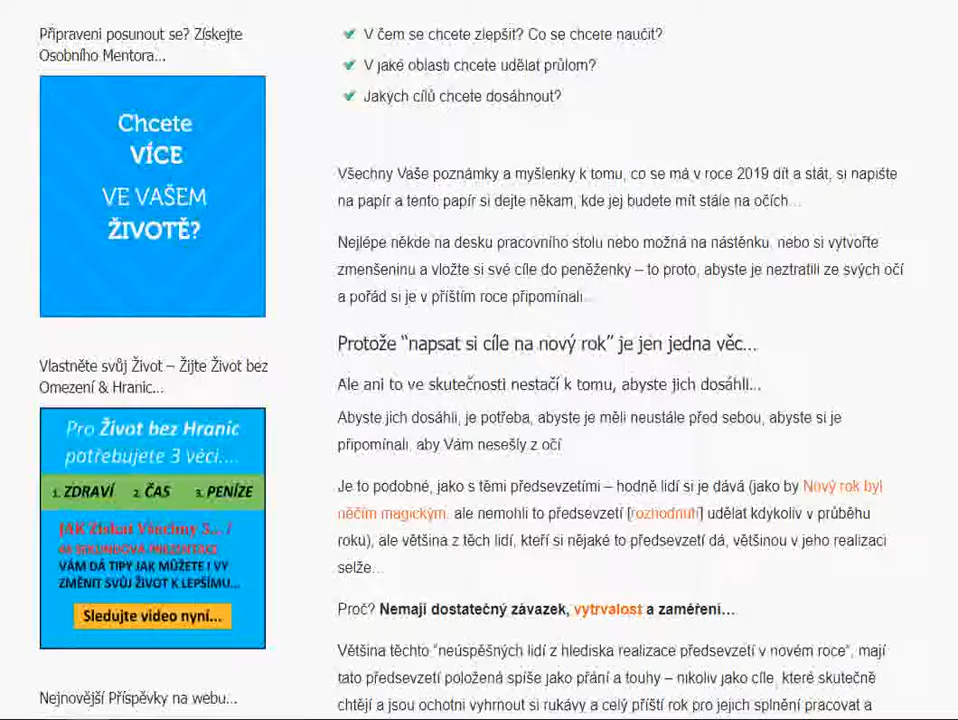 Připraveni posunout se? Získejte
Osobního Mentora...
Chcete
VÍCE
VE VAŠEM
ŽIVOTĚ?
Vlastněte svůj Život – Žijte Život bez
Omezení & Hranic...
Pro Život bez Hranic
potřebujete 3 věci....
1. ZDRAVÍ 2. ČAS 3. PENÍZE
JAK Získat Všechny 3... /
VÁM DÁ TIPY JAK MŮŽETE I VY
ZMĚNIT SVŮJ ŽIVOT K LEPŠÍMU...
Sledujte video nyní...
Nejnovější Příspěvky na webu...
V čem se chcete zlepšit? Co se chcete naučit?
V jaké oblasti chcete udělat průlom?
Jakých cílů chcete dosáhnout?
Všechny Vaše poznámky a myšlenky k tomu, co se má v roce 2019 dít a stát, si napište
na papír a tento papír si dejte někam, kde jej budete mít stále na očích...
Nejlépe někde na desku pracovního stolu nebo možná na nástěnku, nebo si vytvořte
zmenšeninu a vložte si své cíle do peněženky – to proto, abyste je neztratili ze svých očí
a pořád si je v příštím roce připomínali...
Protože “napsat si cíle na nový rok” je jen jedna věc...
Ale ani to ve skutečnosti nestačí k tomu, abyste jich dosáhli...
Abyste jich dosáhli, je potřeba, abyste je měli neustále před sebou, abyste si je
připomínali, aby Vám nesešly z očí
Je to podobné, jako s těmi předsevzetími – hodně lidí si je dává (jako by Nový rok byl
něčím magickým, ale nemohli to předsevzetí [rozhodnutí] udělat kdykoliv v průběhu
roku), ale většina z těch lidí, kteří si nějaké to předsevzetí dá, většinou v jeho realizaci
selže...
Proč? Nemají dostatečný závazek, vytrvalost a zaměření...
Většina těchto “neúspěšných lidí z hlediska realizace předsevzetí v novém roce”, mají
tato předsevzetí položená spíše jako přání a touhy – nikoliv jako cíle, které skutečně
chtějí a jsou ochotni vyhrnout si rukávy a celý příští rok pro jejich splnění pracovat a